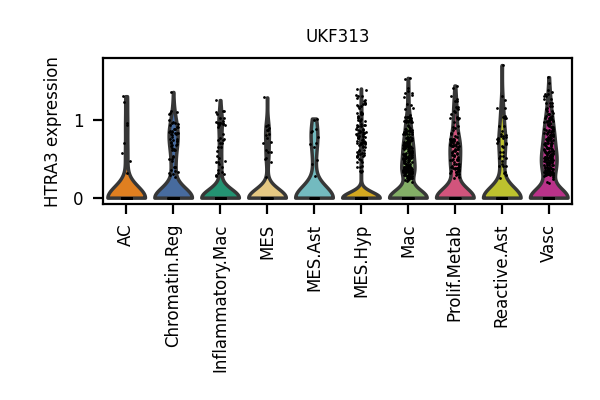 UKF313
HTRA3 expression
1
0
AC
Chromatin.Reg
Inflammatory.Mac
MES
MES.Ast
MES.Hyp
Mac
Prolif.Metab
Reactive.Ast
Vasc